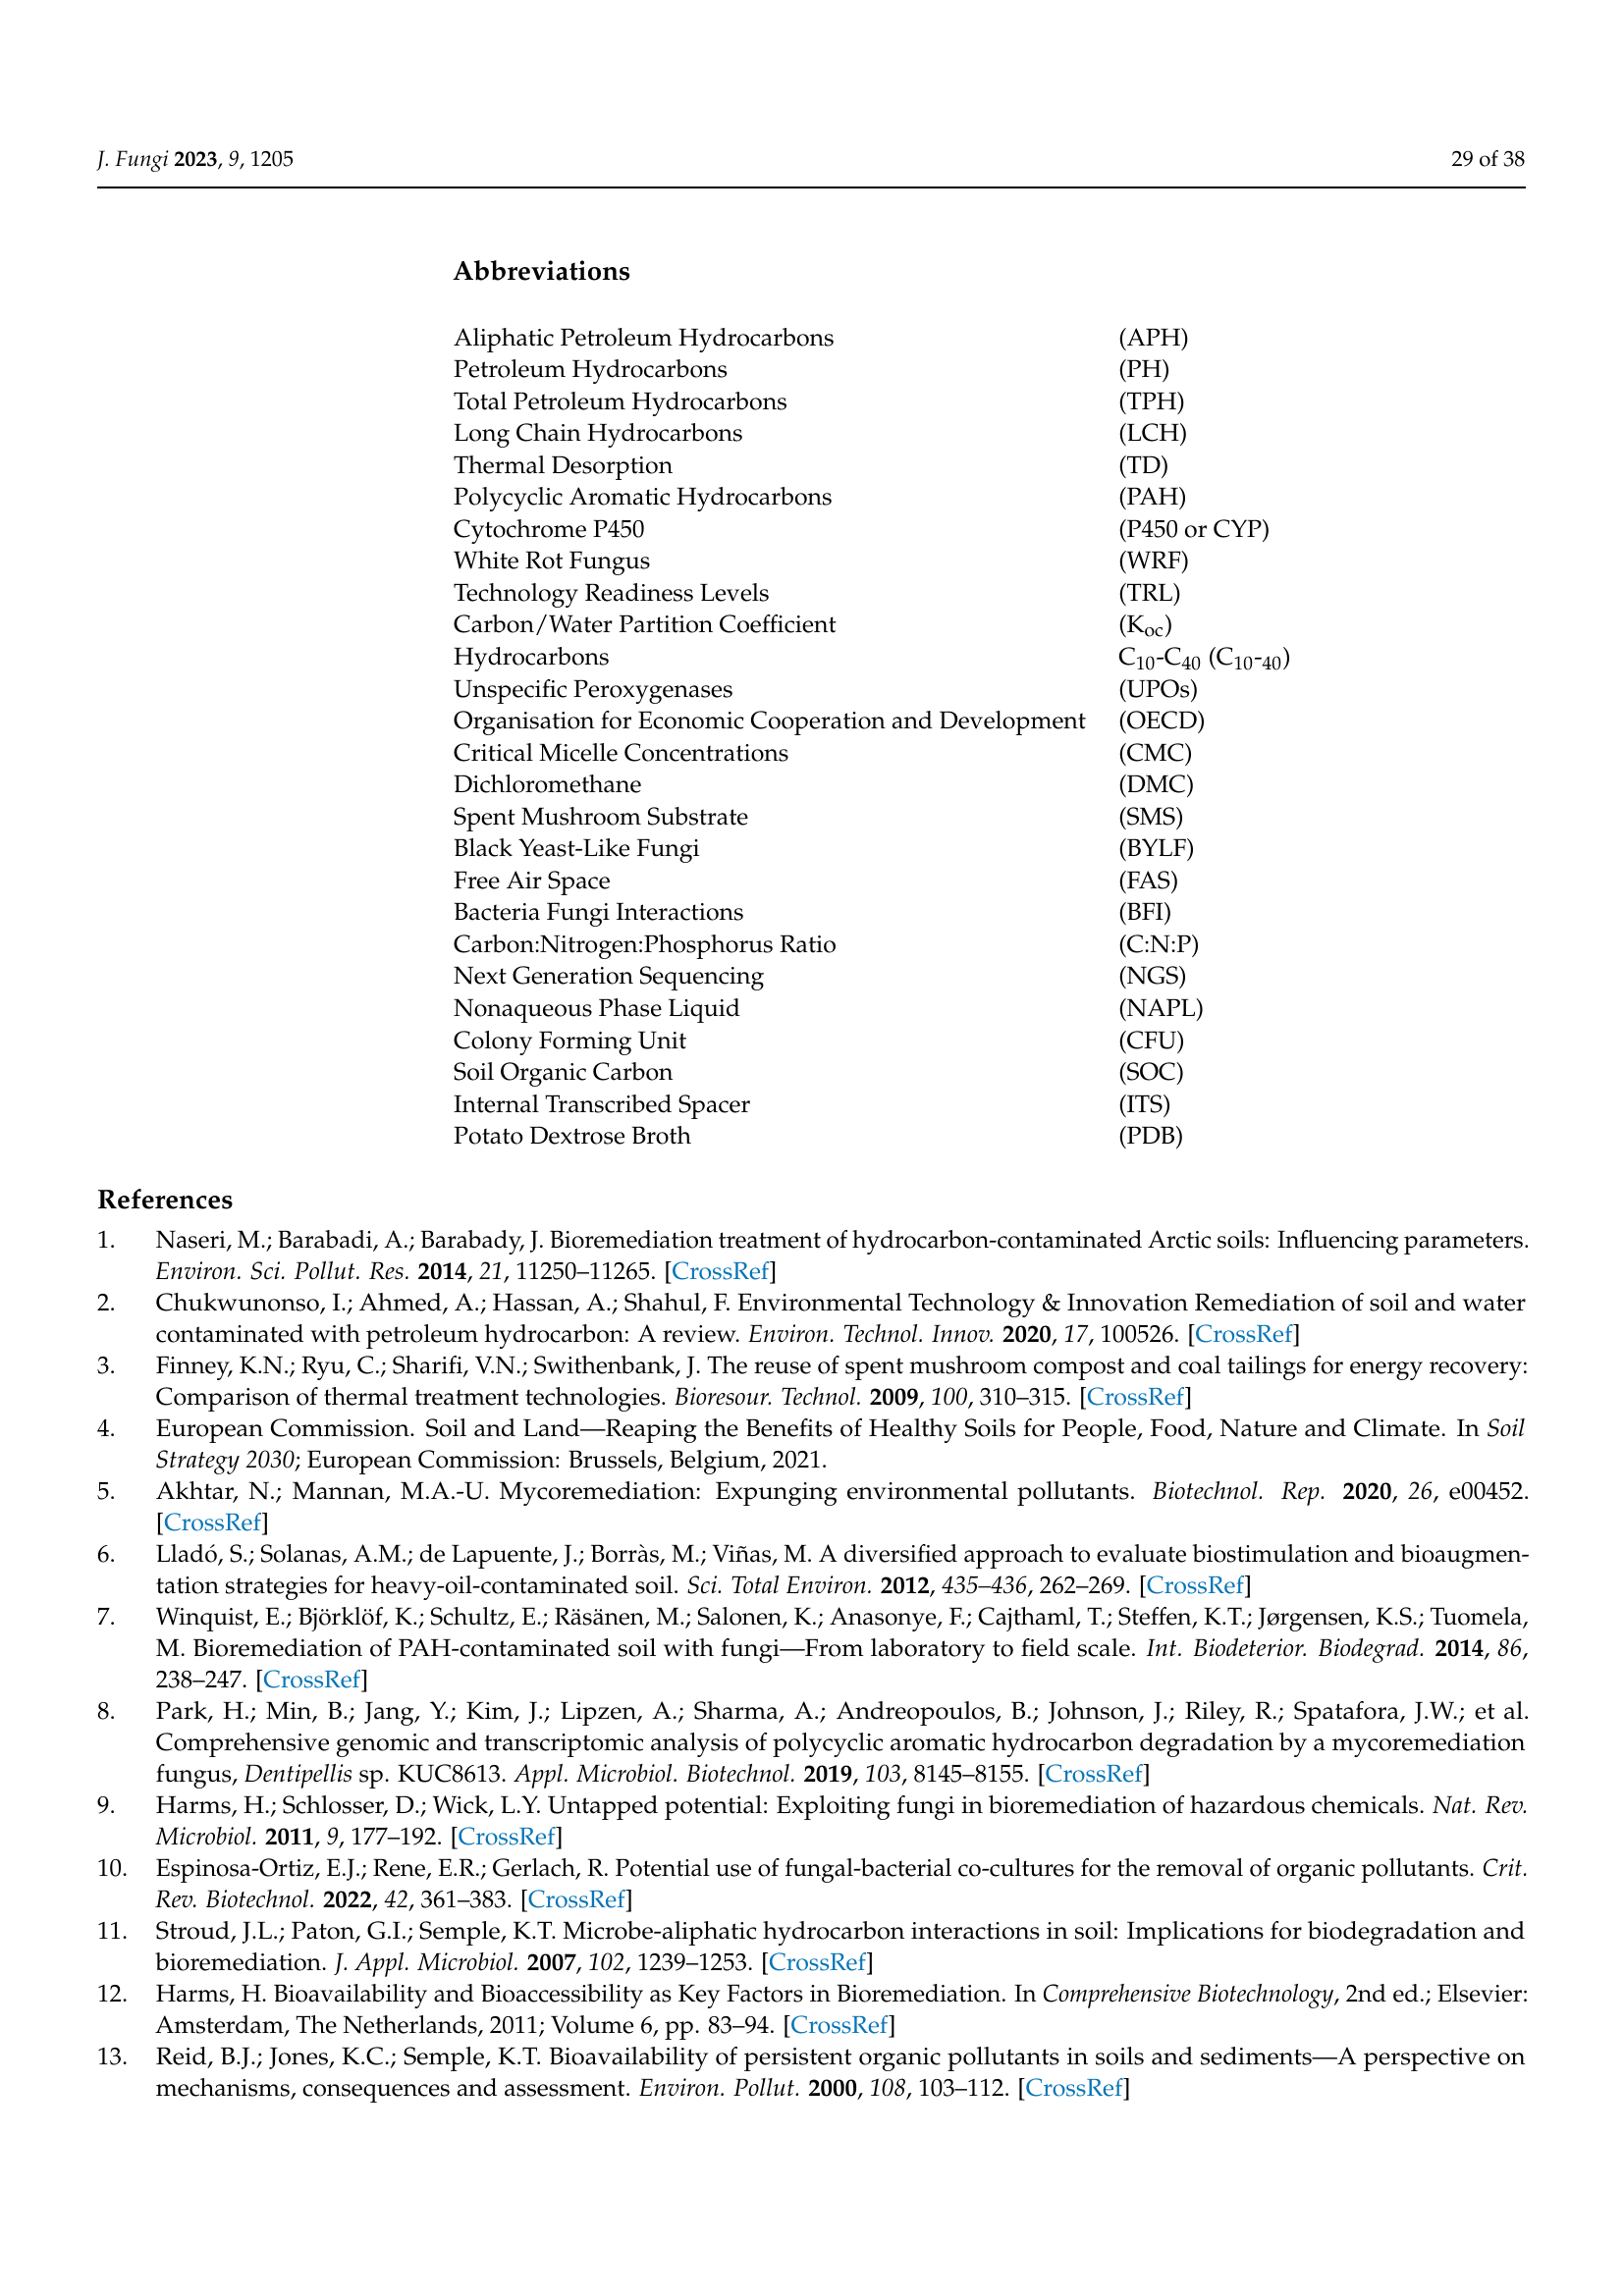 J. Fungi 2023, 9, 1205 29 of 38
Abbreviations
Aliphatic Petroleum Hydrocarbons (APH)
Petroleum Hydrocarbons (PH)
Total Petroleum Hydrocarbons (TPH)
Long Chain Hydrocarbons (LCH)
Thermal Desorption (TD)
Polycyclic Aromatic Hydrocarbons (PAH)
Cytochrome P450 (P450 or CYP)
White Rot Fungus (WRF)
Technology Readiness Levels (TRL)
Carbon/Water Partition Coefficient (Koc)
Hydrocarbons C10-C40 (C10-40)
Unspecific Peroxygenases (UPOs)
Organisation for Economic Cooperation and Development (OECD)
Critical Micelle Concentrations (CMC)
Dichloromethane (DMC)
Spent Mushroom Substrate (SMS)
Black Yeast-Like Fungi (BYLF)
Free Air Space (FAS)
Bacteria Fungi Interactions (BFI)
Carbon:Nitrogen:Phosphorus Ratio (C:N:P)
Next Generation Sequencing (NGS)
Nonaqueous Phase Liquid (NAPL)
Colony Forming Unit (CFU)
Soil Organic Carbon (SOC)
Internal Transcribed Spacer (ITS)
Potato Dextrose Broth (PDB)
References
1. Naseri, M.; Barabadi, A.; Barabady, J. Bioremediation treatment of hydrocarbon-contaminated Arctic soils: Influencing parameters.
Environ. Sci. Pollut. Res. 2014, 21, 11250–11265. [CrossRef]
2. Chukwunonso, I.; Ahmed, A.; Hassan, A.; Shahul, F. Environmental Technology & Innovation Remediation of soil and water
contaminated with petroleum hydrocarbon: A review. Environ. Technol. Innov. 2020, 17, 100526. [CrossRef]
3. Finney, K.N.; Ryu, C.; Sharifi, V.N.; Swithenbank, J. The reuse of spent mushroom compost and coal tailings for energy recovery:
Comparison of thermal treatment technologies. Bioresour. Technol. 2009, 100, 310–315. [CrossRef]
4. European Commission. Soil and Land—Reaping the Benefits of Healthy Soils for People, Food, Nature and Climate. In Soil
Strategy 2030; European Commission: Brussels, Belgium, 2021.
5. Akhtar, N.; Mannan, M.A.-U. Mycoremediation: Expunging environmental pollutants. Biotechnol. Rep. 2020, 26, e00452.
[CrossRef]
6. Lladó, S.; Solanas, A.M.; de Lapuente, J.; Borràs, M.; Viñas, M. A diversified approach to evaluate biostimulation and bioaugmen-
tation strategies for heavy-oil-contaminated soil. Sci. Total Environ. 2012, 435–436, 262–269. [CrossRef]
7. Winquist, E.; Björklöf, K.; Schultz, E.; Räsänen, M.; Salonen, K.; Anasonye, F.; Cajthaml, T.; Steffen, K.T.; Jørgensen, K.S.; Tuomela,
M. Bioremediation of PAH-contaminated soil with fungi—From laboratory to field scale. Int. Biodeterior. Biodegrad. 2014, 86,
238–247. [CrossRef]
8. Park, H.; Min, B.; Jang, Y.; Kim, J.; Lipzen, A.; Sharma, A.; Andreopoulos, B.; Johnson, J.; Riley, R.; Spatafora, J.W.; et al.
Comprehensive genomic and transcriptomic analysis of polycyclic aromatic hydrocarbon degradation by a mycoremediation
fungus, Dentipellis sp. KUC8613. Appl. Microbiol. Biotechnol. 2019, 103, 8145–8155. [CrossRef]
9. Harms, H.; Schlosser, D.; Wick, L.Y. Untapped potential: Exploiting fungi in bioremediation of hazardous chemicals. Nat. Rev.
Microbiol. 2011, 9, 177–192. [CrossRef]
10. Espinosa-Ortiz, E.J.; Rene, E.R.; Gerlach, R. Potential use of fungal-bacterial co-cultures for the removal of organic pollutants. Crit.
Rev. Biotechnol. 2022, 42, 361–383. [CrossRef]
11. Stroud, J.L.; Paton, G.I.; Semple, K.T. Microbe-aliphatic hydrocarbon interactions in soil: Implications for biodegradation and
bioremediation. J. Appl. Microbiol. 2007, 102, 1239–1253. [CrossRef]
12. Harms, H. Bioavailability and Bioaccessibility as Key Factors in Bioremediation. In Comprehensive Biotechnology, 2nd ed.; Elsevier:
Amsterdam, The Netherlands, 2011; Volume 6, pp. 83–94. [CrossRef]
13. Reid, B.J.; Jones, K.C.; Semple, K.T. Bioavailability of persistent organic pollutants in soils and sediments—A perspective on
mechanisms, consequences and assessment. Environ. Pollut. 2000, 108, 103–112. [CrossRef]